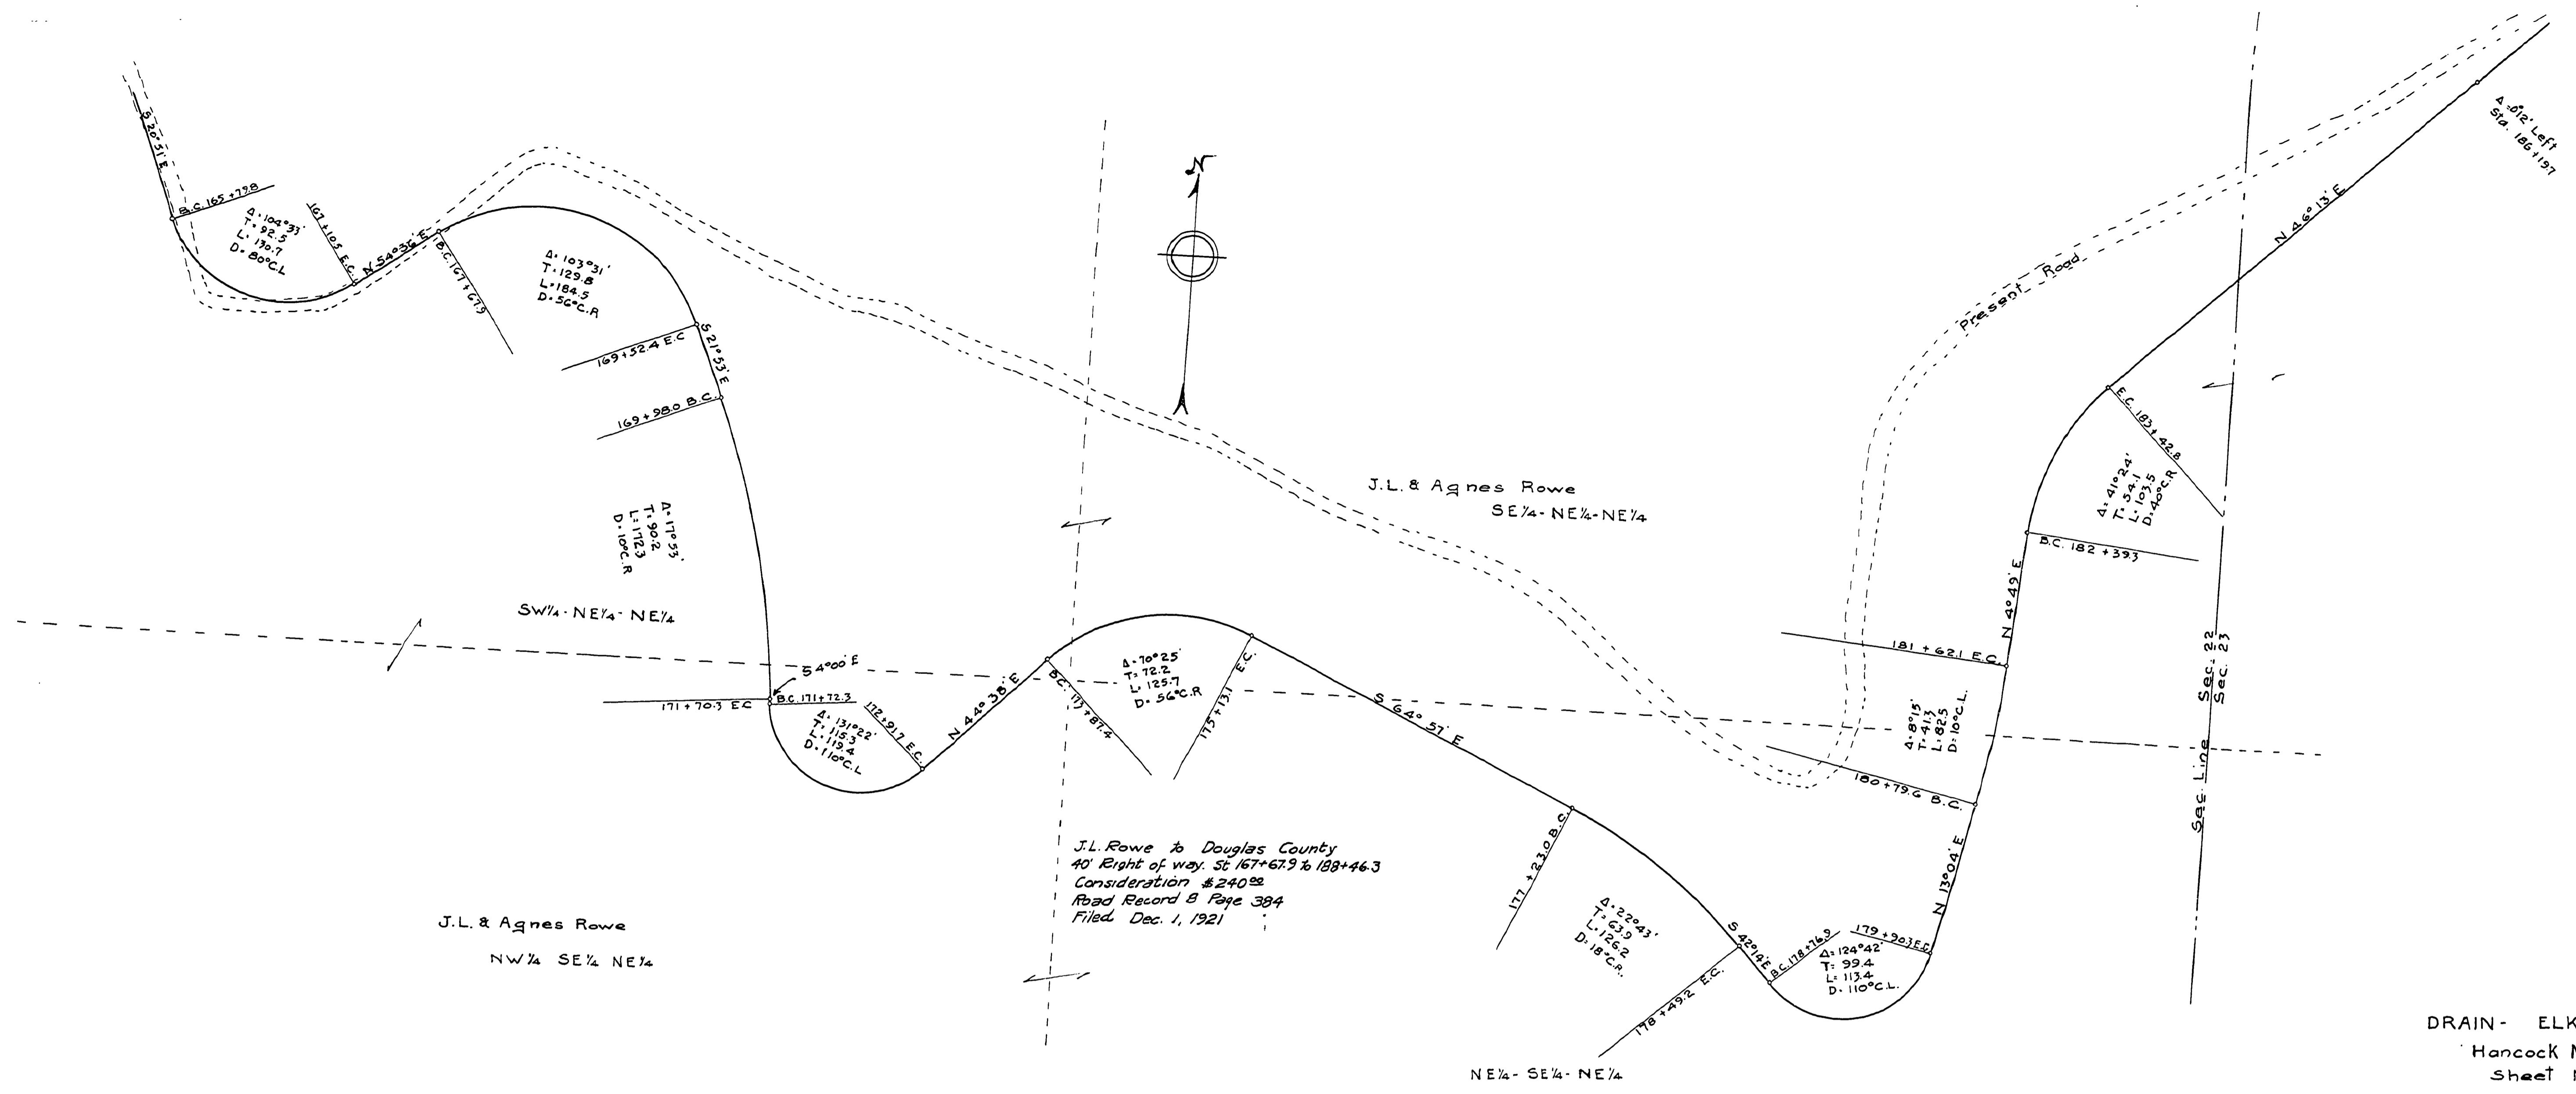 S 20°51' E
B.C. 165+79.8
Δ= 104°33'
T= 92.5
L= 130.7
D= 80°C.L
167+10.5 E.C.
N 54°36' E
B.C. 167+67.9
Δ= 103°31'
T= 129.8
L= 184.5
D= 56°C.R
169+52.4 E.C
S 21°53' E
169+98.0 B.C.
Δ= 17°53'
T= 90.2
L= 172.3
D= 10°C.R
SW¼- NE¼- NE¼
S 4°00' E
171+70.3 EC
B.C. 171+72.3
Δ= 131°22'
T= 115.3
L= 119.4
D= 110°C.L
172+91.7 E.C.
N 44°38' E
B.C. 173+87.4
Δ= 70°25'
T= 72.2
L= 125.7
D= 56°C.R
175+13.1 E.C.
N
J.L. & Agnes Rowe
SE¼- NE¼-NE¼
S 64° 57' E
J.L. Rowe to Douglas County
40' Right of way. St 167+67.9 to 188+46.3
Consideration $240.00
Road Record 8 Page 384
Filed Dec. 1, 1921
J.L. & Agnes Rowe
NW¼ SE¼ NE¼
177 +23.0 B.C.
Δ= 22°43'
T= 63.9
L= 126.2
D= 18°C.R.
178+49.2 E.C.
S 42°14' E
B.C. 178+76.9
179+90.3 E.C.
Δ= 124°42'
T= 99.4
L= 113.4
D= 110°C.L.
NE¼- SE¼- NE¼
N 13°04' E
180+79.6 B.C.
Δ= 8°15'
T= 41.3
L= 82.5
D= 10°C.L.
181 + 62.1 E.C.
N 4°49' E
B.C. 182 +39.3
Δ= 41°24'
T= 54.1
L= 103.5
D= 40°C.R
E.C. 183+42.8
Present Road
N 46°13' E
Δ=0°12' Left
Sta. 186+19.7
Sec. Line Sec. 22
Sec. 23
DRAIN- ELK
Hancock
Sheet